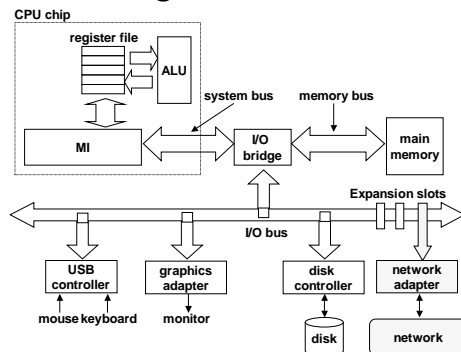 CPU chip
register file
ALU
system bus
memory bus
MI
I/O
bridge
main
memory
Expansion slots
I/O bus
USB
controller
graphics
adapter
disk
controller
network
adapter
mouse keyboard
monitor
disk
network